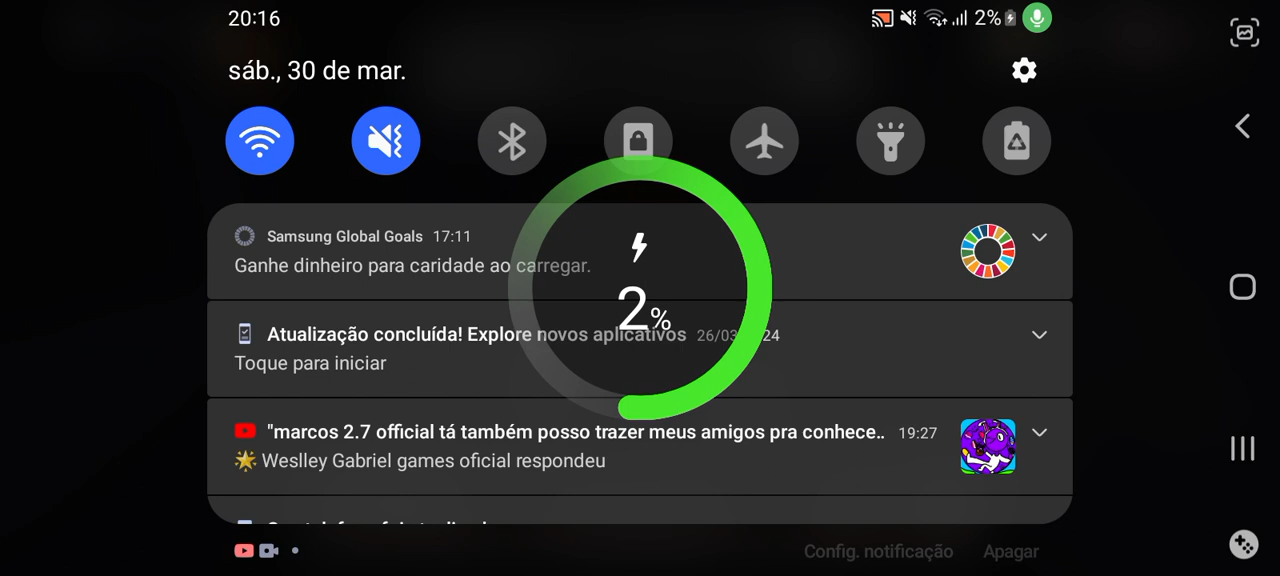 20:16
2%
sáb., 30 de mar.
Samsung Global Goals 17:11
Ganhe dinheiro para caridade ao carregar.
2%
Atualização concluída! Explore novos aplicativos 26/03 24
Toque para iniciar
"marcos 2.7 official tá também posso trazer meus amigos pra conhece.. 19:27
🌟 Weslley Gabriel games oficial respondeu
Config. notificação Apagar